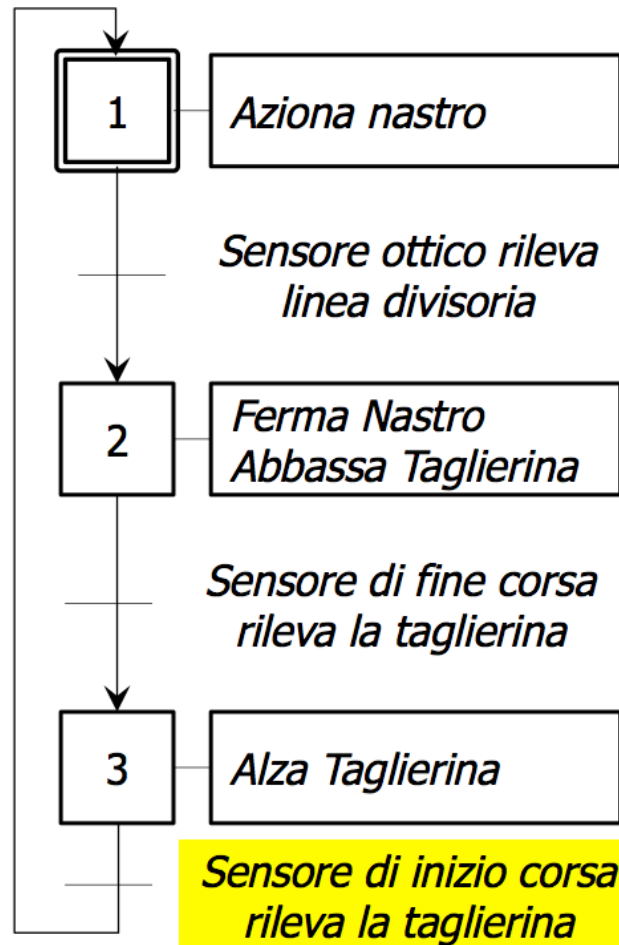 1
Aziona nastro
Sensore ottico rileva
linea divisoria
2
Ferma Nastro
Abbassa Taglierina
Sensore di fine corsa
rileva la taglierina
3
Alza Taglierina
Sensore di inizio corsa
rileva la taglierina